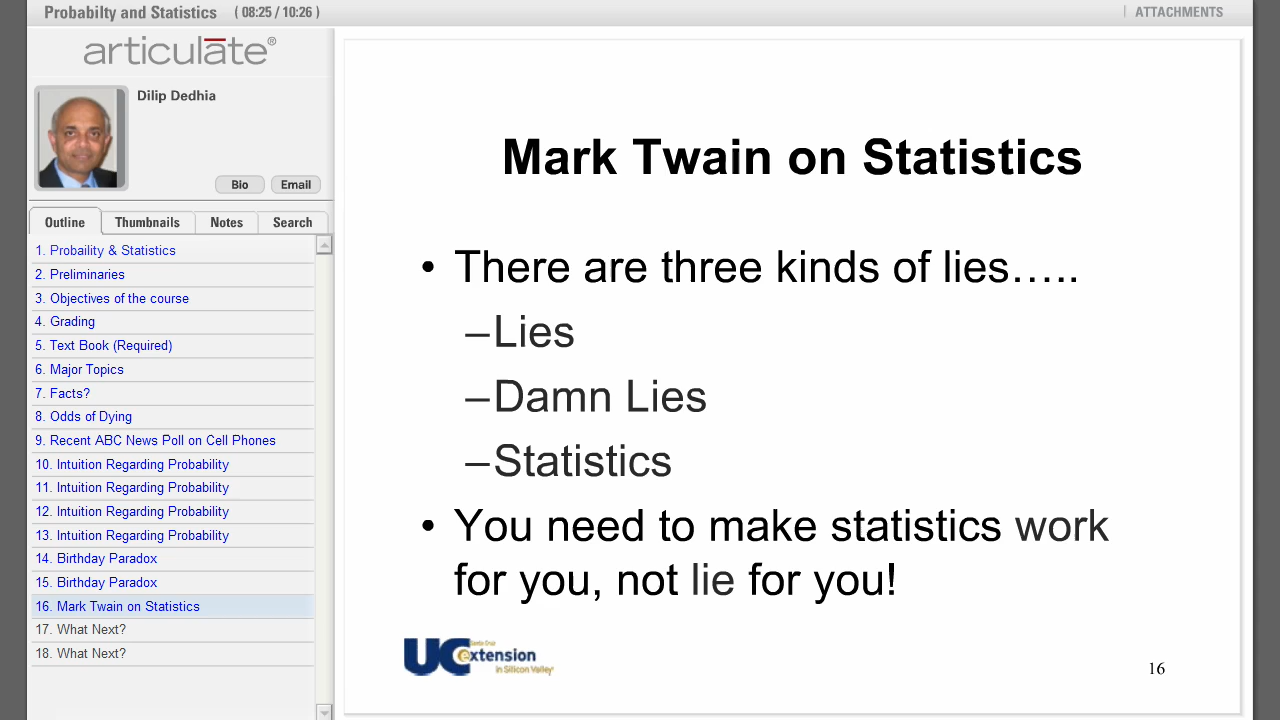 Probabilty and Statistics ( 08:25 / 10:26 )
ATTACHMENTS
articulate®
Dilip Dedhia
Bio Email
Outline Thumbnails Notes Search
1. Probaility & Statistics
2. Preliminaries
3. Objectives of the course
4. Grading
5. Text Book (Required)
6. Major Topics
7. Facts?
8. Odds of Dying
9. Recent ABC News Poll on Cell Phones
10. Intuition Regarding Probability
11. Intuition Regarding Probability
12. Intuition Regarding Probability
13. Intuition Regarding Probability
14. Birthday Paradox
15. Birthday Paradox
16. Mark Twain on Statistics
17. What Next?
18. What Next?
Mark Twain on Statistics
• There are three kinds of lies…..
–Lies
–Damn Lies
–Statistics
• You need to make statistics work
for you, not lie for you!
Santa Cruz
UC extension
in Silicon Valley
16